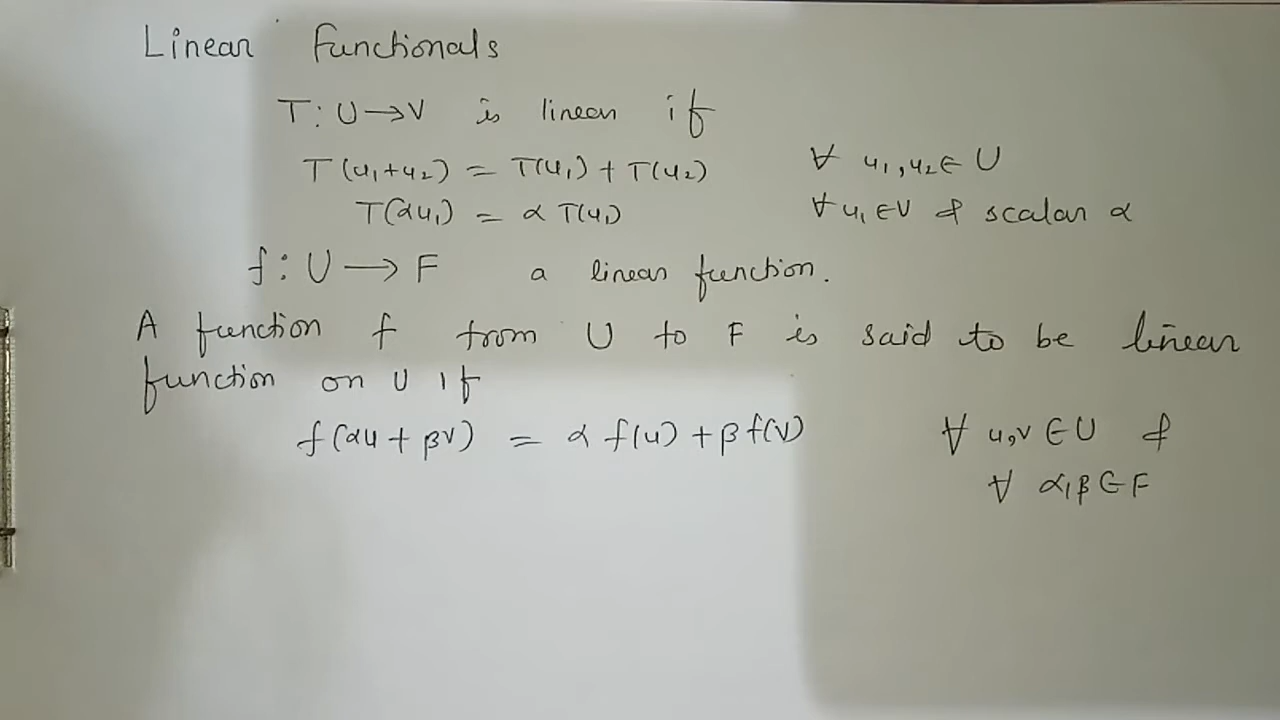 Linear Functionals
T: U→V is linear if
T(u₁+u₂) = T(u₁) + T(u₂) ∀ u₁,u₂ ∈ U
T(αu₁) = α T(u₁) ∀ u₁ ∈ U & scalar α
f: U → F a linear function.
A function f from U to F is said to be linear
function on U if
f(αu + βv) = α f(u) + β f(v) ∀ u,v ∈ U &
∀ α,β ∈ F